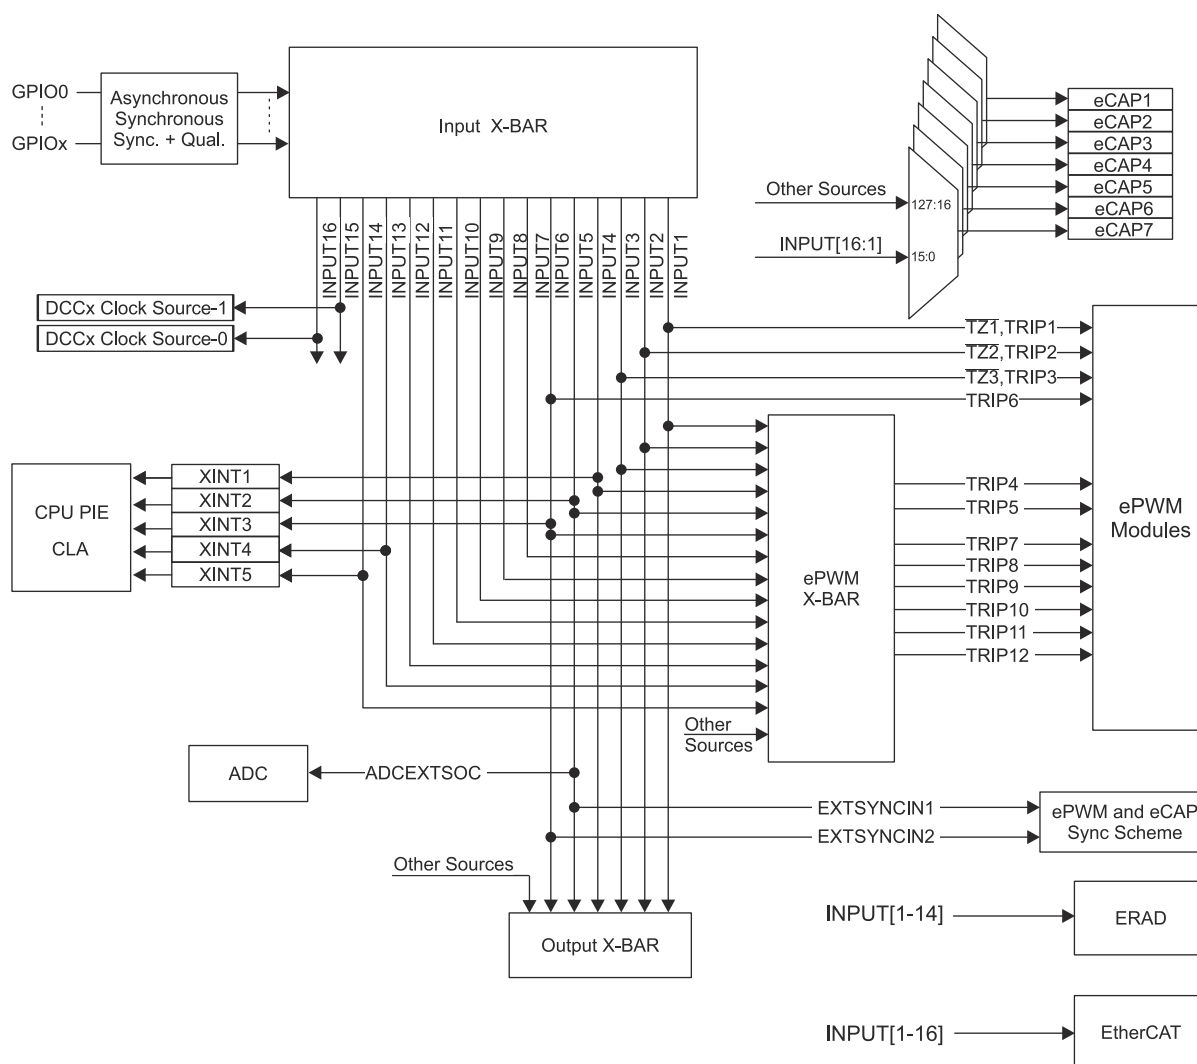 GPIO0
GPIOx
Asynchronous
Synchronous
Sync. + Qual.
Input X-BAR
INPUT16
INPUT15
INPUT14
INPUT13
INPUT12
INPUT11
INPUT10
INPUT9
INPUT8
INPUT7
INPUT6
INPUT5
INPUT4
INPUT3
INPUT2
INPUT1
Other Sources
INPUT[16:1]
127:16
15:0
eCAP1
eCAP2
eCAP3
eCAP4
eCAP5
eCAP6
eCAP7
DCCx Clock Source-1
DCCx Clock Source-0
TZ1,TRIP1
TZ2,TRIP2
TZ3,TRIP3
TRIP6
CPU PIE
CLA
XINT1
XINT2
XINT3
XINT4
XINT5
ePWM
X-BAR
TRIP4
TRIP5
TRIP7
TRIP8
TRIP9
TRIP10
TRIP11
TRIP12
ePWM
Modules
Other
Sources
ADC
ADCEXTSOC
EXTSYNCIN1
EXTSYNCIN2
ePWM and eCAP
Sync Scheme
Other Sources
Output X-BAR
INPUT[1-14]
ERAD
INPUT[1-16]
EtherCAT